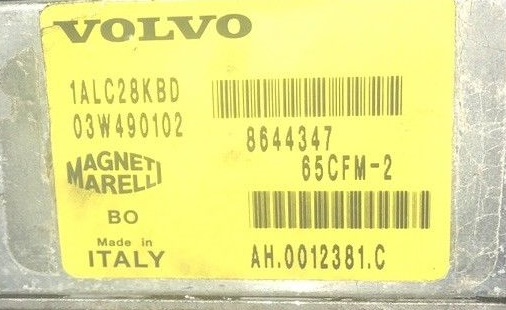 VOLVO
1ALC28KBD
03W490102
8644347
65CFM-2
MAGNETI
MARELLI
BO
Made in
ITALY
AH.0012381.C